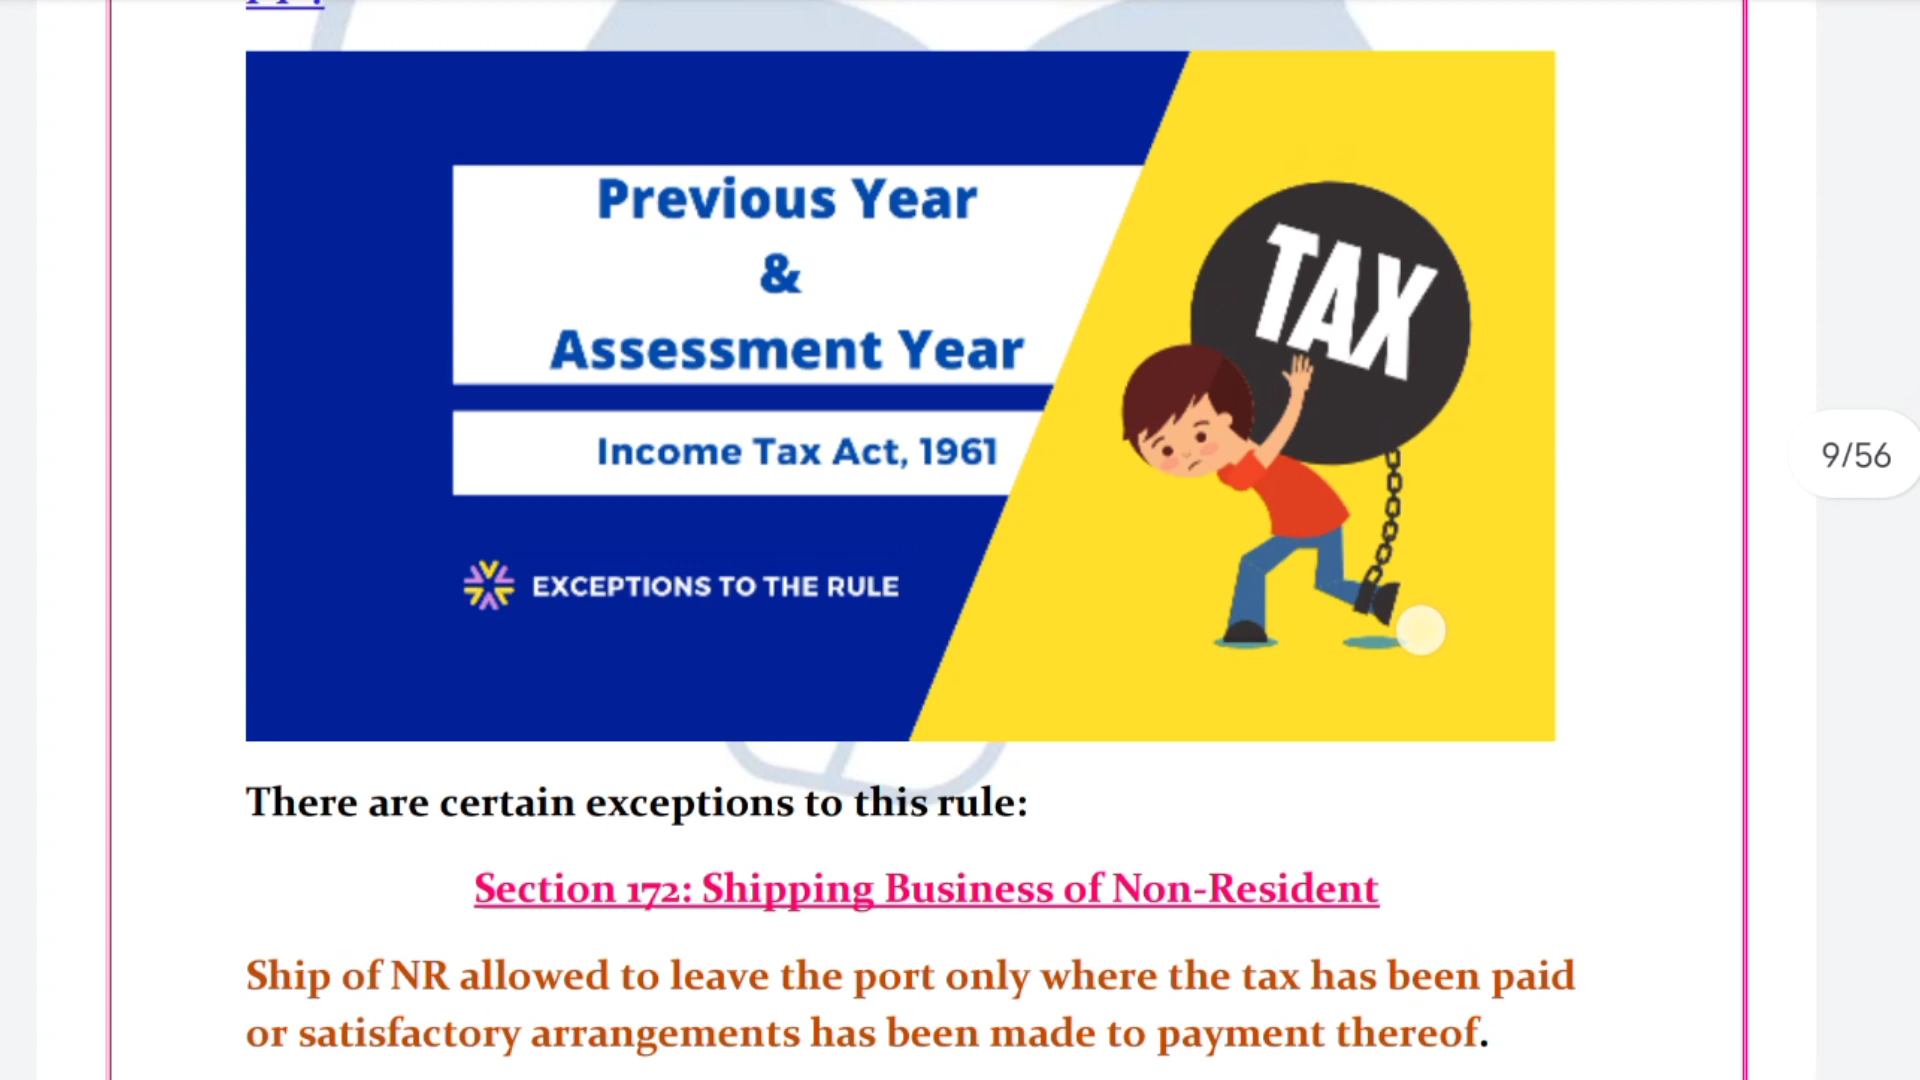 Previous Year
&
Assessment Year
TAX
Income Tax Act, 1961
9/56
EXCEPTIONS TO THE RULE
There are certain exceptions to this rule:
Section 172: Shipping Business of Non-Resident
Ship of NR allowed to leave the port only where the tax has been paid
or satisfactory arrangements has been made to payment thereof.